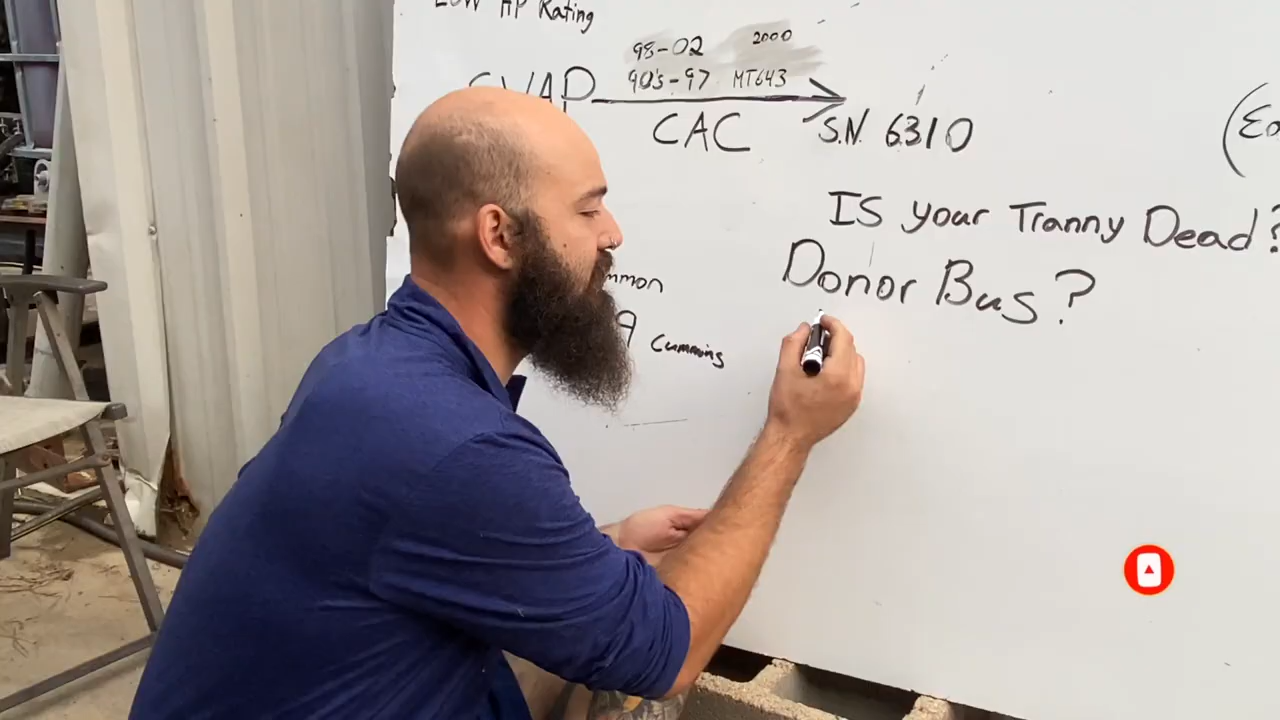 Low HP Rating
98-02 2000
SWAP 90's-97 MT643
CAC S.N. 6310
Is your Tranny Dead?
Donor Bus?
mmon
9 Cummins